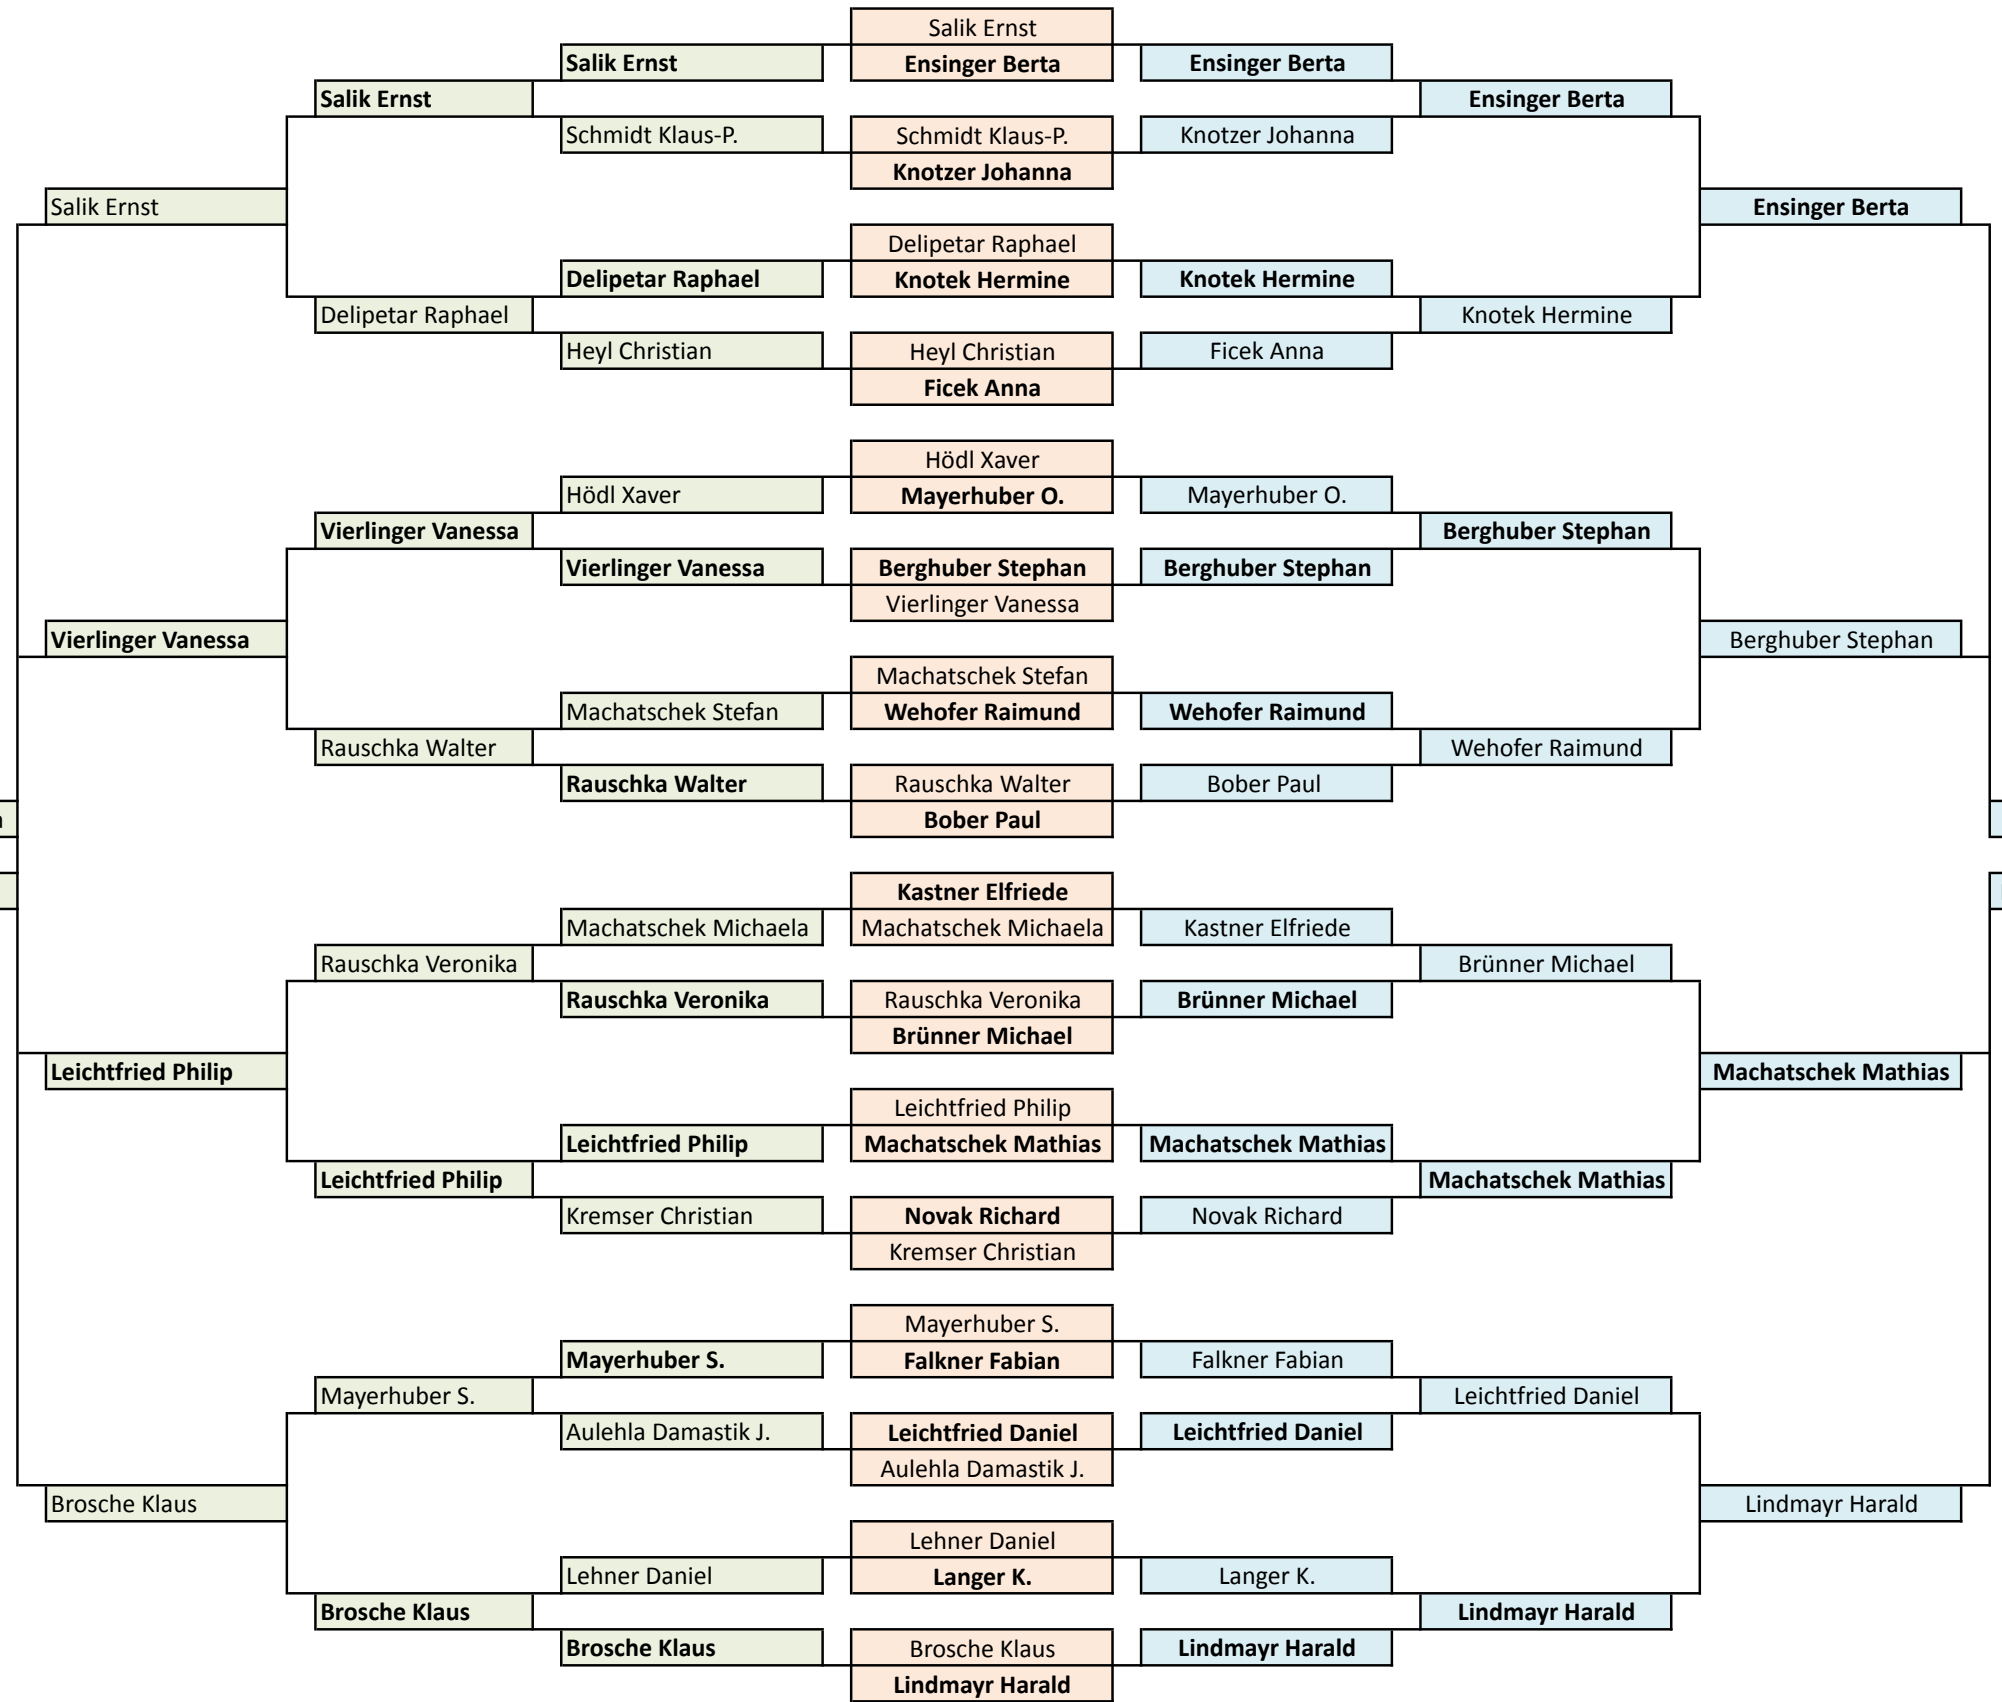 Salik Ernst
Salik Ernst Ensinger Berta Ensinger Berta
Salik Ernst Ensinger Berta
Schmidt Klaus-P. Schmidt Klaus-P. Knotzer Johanna
Knotzer Johanna
Salik Ernst Ensinger Berta
Delipetar Raphael
Delipetar Raphael Knotek Hermine Knotek Hermine
Delipetar Raphael Knotek Hermine
Heyl Christian Heyl Christian Ficek Anna
Ficek Anna
Hödl Xaver
Hödl Xaver Mayerhuber O. Mayerhuber O.
Vierlinger Vanessa Berghuber Stephan
Vierlinger Vanessa Berghuber Stephan Berghuber Stephan
Vierlinger Vanessa
Vierlinger Vanessa Berghuber Stephan
Machatschek Stefan
Machatschek Stefan Wehofer Raimund Wehofer Raimund
Rauschka Walter Wehofer Raimund
Rauschka Walter Rauschka Walter Bober Paul
Bober Paul
Kastner Elfriede
Machatschek Michaela Machatschek Michaela Kastner Elfriede
Rauschka Veronika Brünner Michael
Rauschka Veronika Rauschka Veronika Brünner Michael
Brünner Michael
Leichtfried Philip Machatschek Mathias
Leichtfried Philip
Leichtfried Philip Machatschek Mathias Machatschek Mathias
Leichtfried Philip Machatschek Mathias
Kremser Christian Novak Richard Novak Richard
Kremser Christian
Mayerhuber S.
Mayerhuber S. Falkner Fabian Falkner Fabian
Mayerhuber S. Leichtfried Daniel
Aulehla Damastik J. Leichtfried Daniel Leichtfried Daniel
Aulehla Damastik J.
Brosche Klaus Lindmayr Harald
Lehner Daniel
Lehner Daniel Langer K. Langer K.
Brosche Klaus Lindmayr Harald
Brosche Klaus Brosche Klaus Lindmayr Harald
Lindmayr Harald